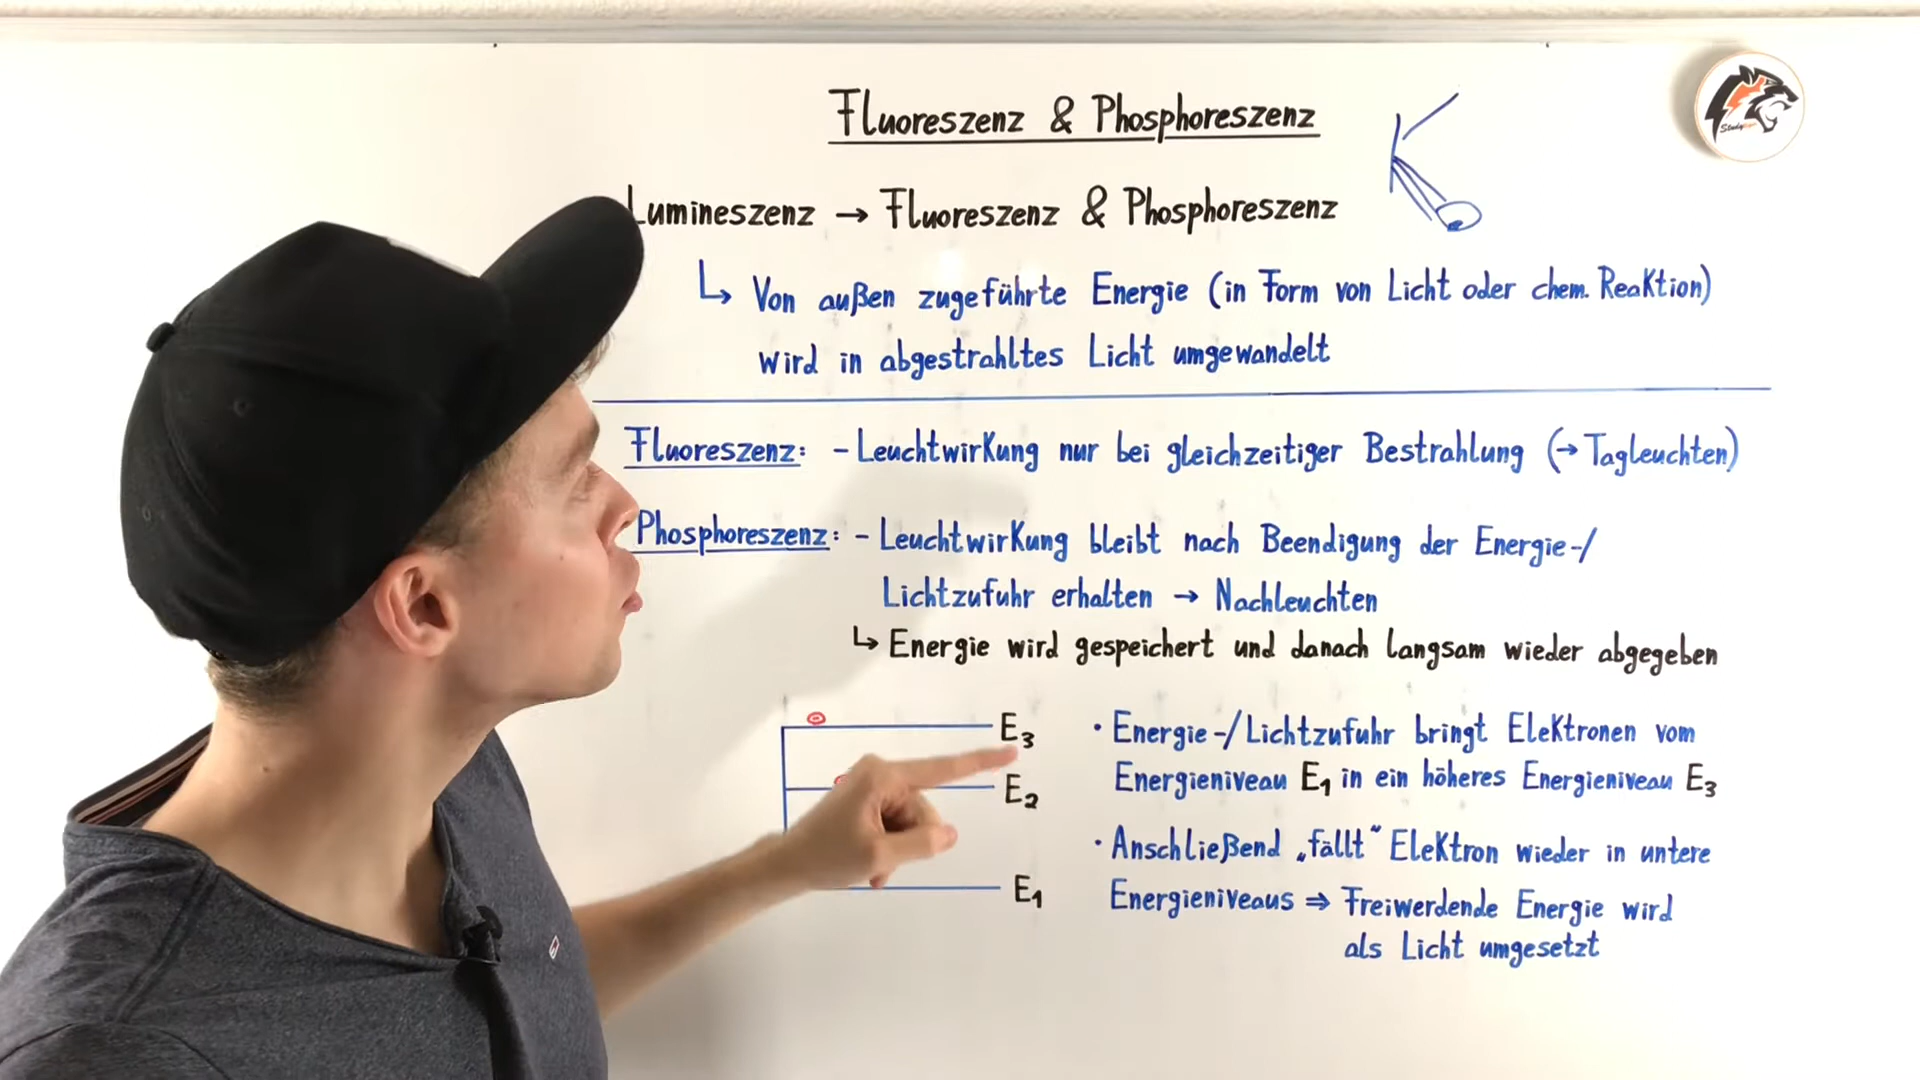 Fluoreszenz & Phosphoreszenz
Lumineszenz → Fluoreszenz & Phosphoreszenz
↳ Von außen zugeführte Energie (in Form von Licht oder chem. Reaktion)
wird in abgestrahltes Licht umgewandelt
Fluoreszenz: - Leuchtwirkung nur bei gleichzeitiger Bestrahlung (→ Tagleuchten)
Phosphoreszenz: - Leuchtwirkung bleibt nach Beendigung der Energie-/
Lichtzufuhr erhalten → Nachleuchten
↳ Energie wird gespeichert und danach langsam wieder abgegeben
E₃
E₂
E₁
• Energie-/Lichtzufuhr bringt Elektronen vom
Energieniveau E₁ in ein höheres Energieniveau E₃
• Anschließend „fällt“ Elektron wieder in untere
Energieniveaus ⇒ Freiwerdende Energie wird
als Licht umgesetzt